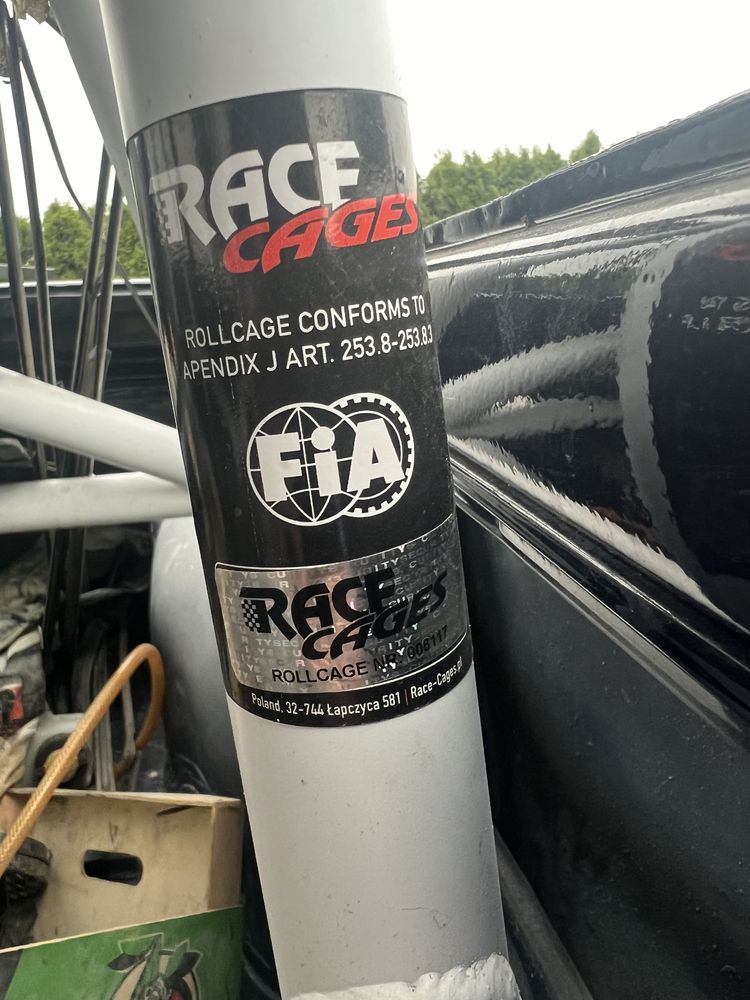 RACE
CAGES
ROLLCAGE CONFORMS TO
APENDIX J ART. 253.8-253.8.3
FiA
RACE
CAGES
ROLLCAGE NR. 008117
Poland, 32-744 Łapczyca 581 | Race-Cages.pl